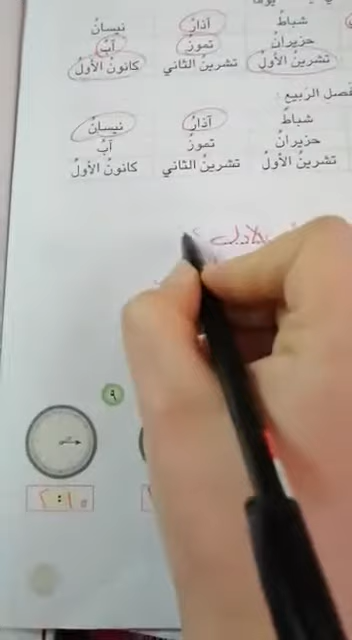 شباطُ آذارُ نيسانُ
حزيرانُ تموزُ آبُ
تشرينُ الأولُ تشرينُ الثاني كانونُ الأولُ
فصل الربيع :
شباطُ آذارُ نيسانُ
حزيرانُ تموزُ آبُ
تشرينُ الأولُ تشرينُ الثاني كانونُ الأولُ
٩